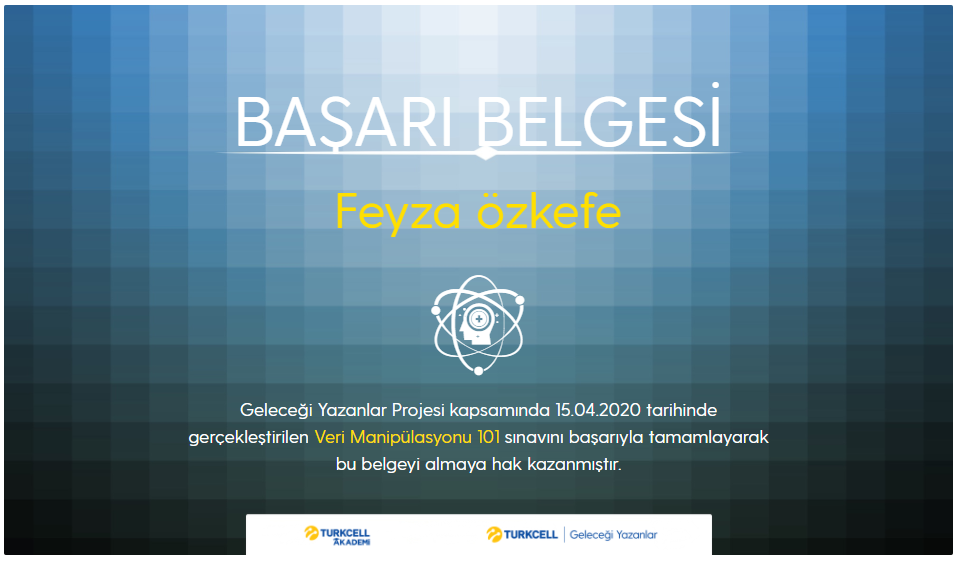 BAŞARI BELGESİ
Feyza özkefe
Geleceği Yazanlar Projesi kapsamında 15.04.2020 tarihinde
gerçekleştirilen Veri Manipülasyonu 101 sınavını başarıyla tamamlayarak
bu belgeyi almaya hak kazanmıştır.
TURKCELL
AKADEMİ
TURKCELL | Geleceği Yazanlar